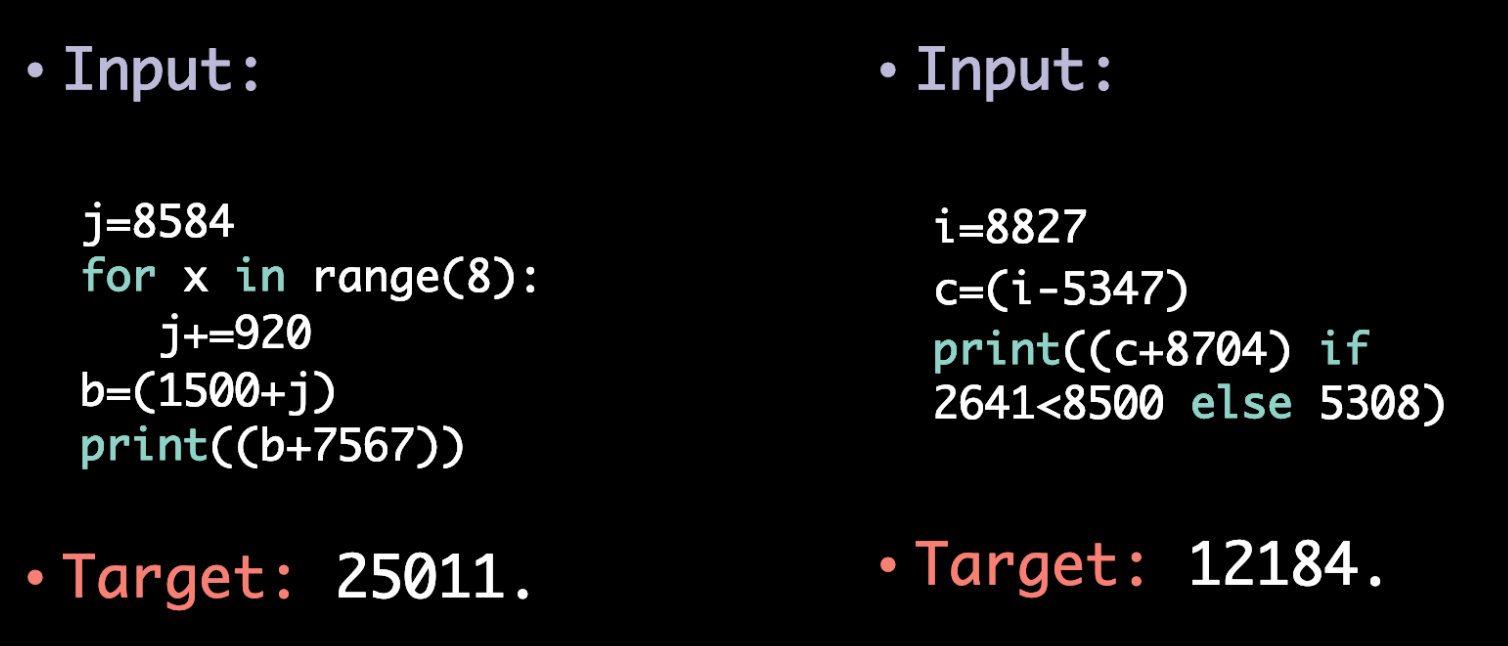 • Input:
j=8584
for x in range(8):
   j+=920
b=(1500+j)
print((b+7567))
• Target: 25011.
• Input:
i=8827
c=(i-5347)
print((c+8704) if
2641<8500 else 5308)
• Target: 12184.